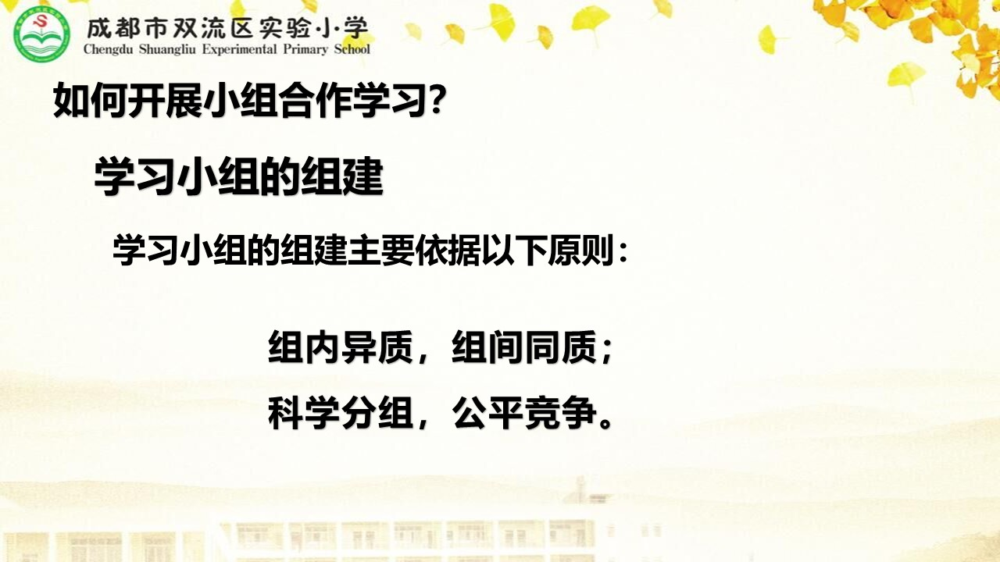 成都市双流区实验小学
Chengdu Shuangliu Experimental Primary School
如何开展小组合作学习？
学习小组的组建
学习小组的组建主要依据以下原则：
组内异质，组间同质；
科学分组，公平竞争。